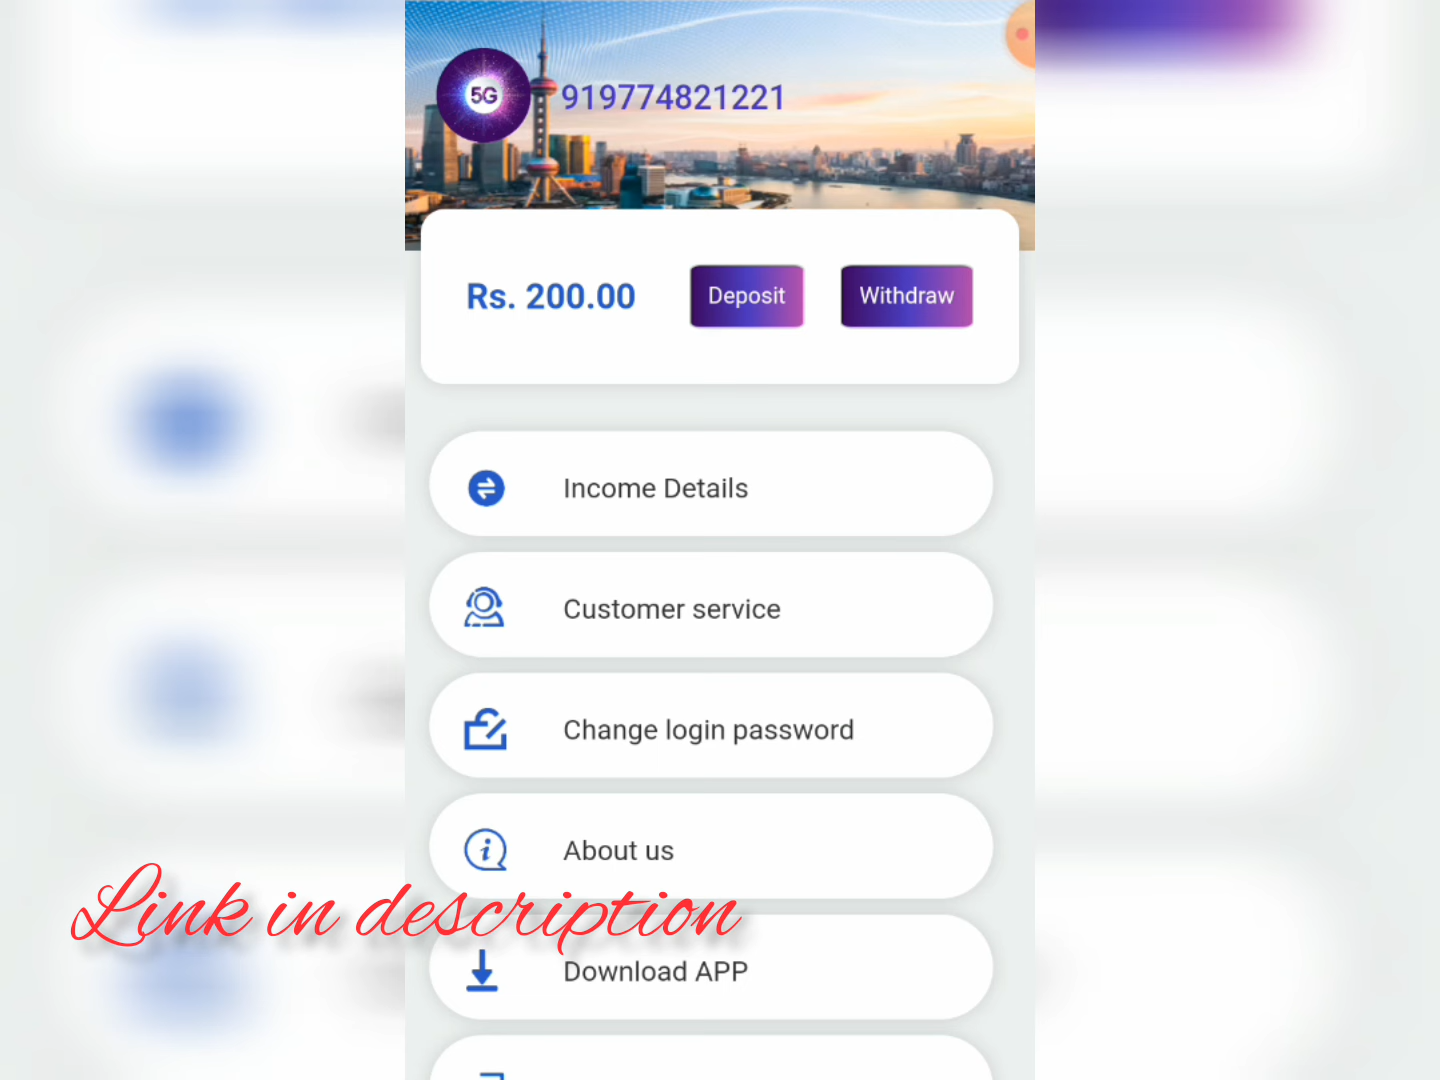 5G
919774821221
Rs. 200.00
Deposit
Withdraw
Income Details
Customer service
Change login password
About us
Link in description
Download APP